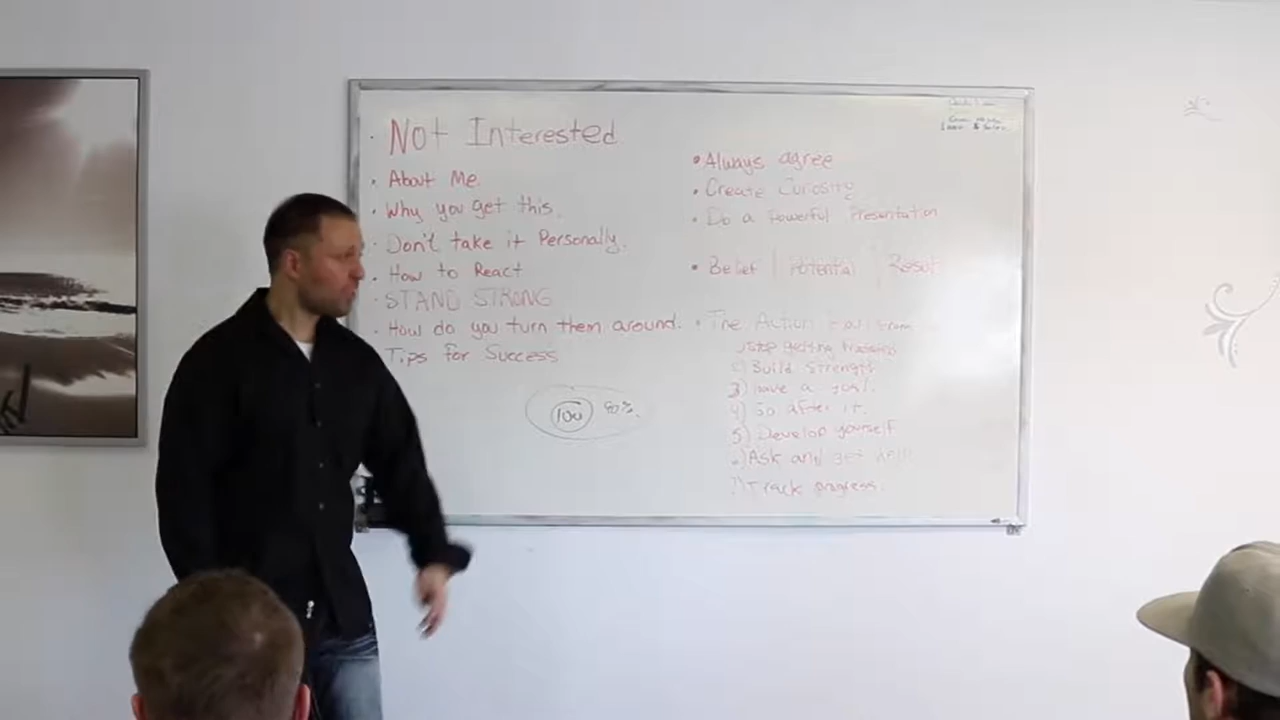 · Not Interested
· About Me.
· Why you get this.
· Don't take it Personally.
· How to React
· STAND STRONG
· How do you turn them around.
Tips for Success
100 80%.
• Always agree
• Create Curiosity
• Do a Powerful Presentation
• Belief | Potential | Result
• The Action
Stop getting
Build Strength
3) have a goal.
4) Go after it.
5) Develop yourself
Ask and get help
7) Track progress.